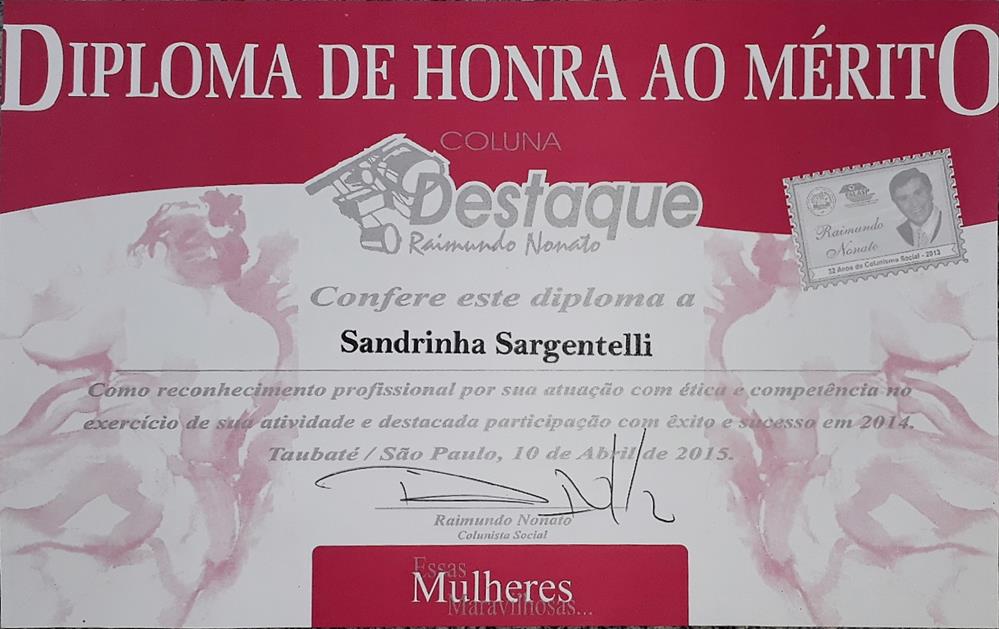 DIPLOMA DE HONRA AO MÉRITO
COLUNA
Destaque
Raimundo Nonato
Raimundo
Nonato
32 Anos de Colunismo Social - 2013
Confere este diploma a
Sandrinha Sargentelli
Como reconhecimento profissional por sua atuação com ética e competência no
exercício de sua atividade e destacada participação com êxito e sucesso em 2014.
Taubaté / São Paulo, 10 de Abril de 2015.
Raimundo Nonato
Colunista Social
Essas
Mulheres
Maravilhosas...